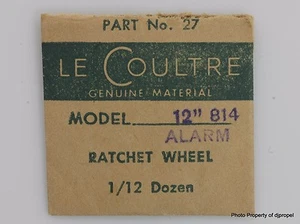 PART No. 27
LE COULTRE
GENUINE MATERIAL
MODEL 12" 814
ALARM
RATCHET WHEEL
1/12 Dozen
Photo Property of djpropel